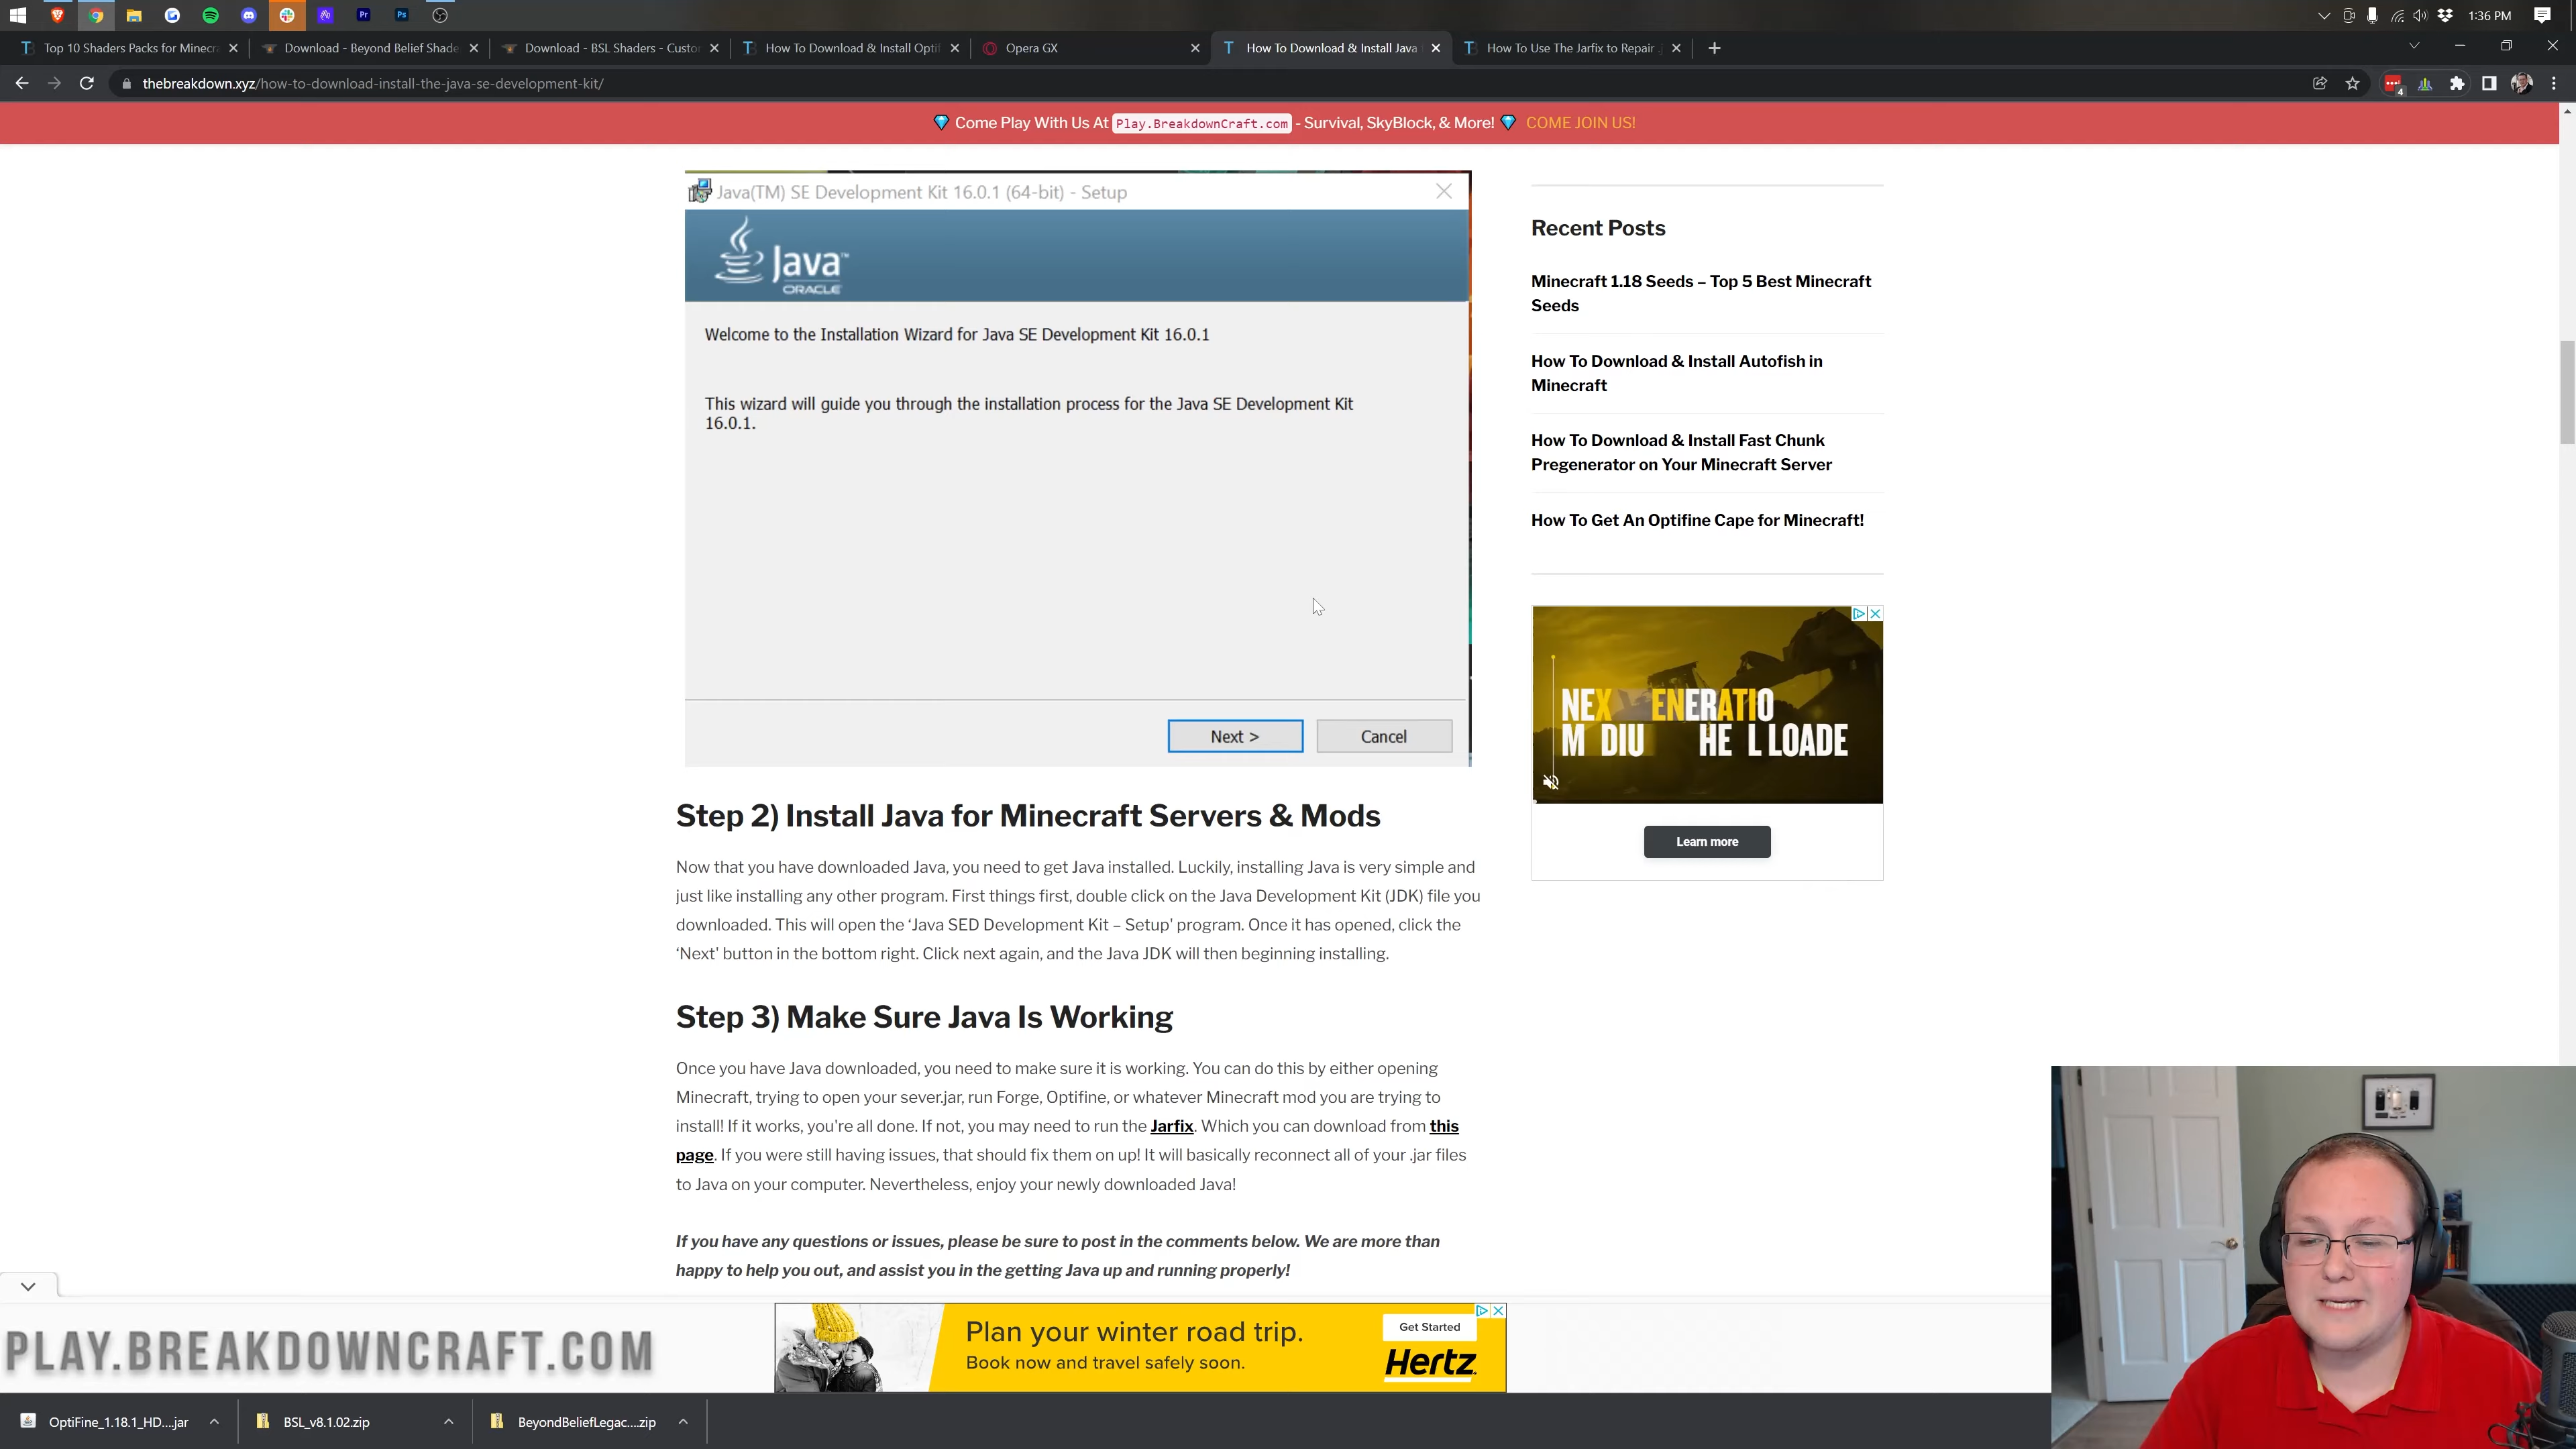 1:36 PM
Top 10 Shaders Packs for Minecra
Download - Beyond Belief Shade
Download - BSL Shaders - Custo
How To Download & Install Opti
Opera GX
How To Download & Install Java
How To Use The Jarfix to Repair .j
thebreakdown.xyz/how-to-download-install-the-java-se-development-kit/
4
Come Play With Us At Play.BreakdownCraft.com - Survival, SkyBlock, & More! COME JOIN US!
Java(TM) SE Development Kit 16.0.1 (64-bit) - Setup
Java™
ORACLE
Welcome to the Installation Wizard for Java SE Development Kit 16.0.1
This wizard will guide you through the installation process for the Java SE Development Kit
16.0.1.
Next >
Cancel
Step 2) Install Java for Minecraft Servers & Mods
Now that you have downloaded Java, you need to get Java installed. Luckily, installing Java is very simple and
just like installing any other program. First things first, double click on the Java Development Kit (JDK) file you
downloaded. This will open the ‘Java SED Development Kit – Setup' program. Once it has opened, click the
‘Next' button in the bottom right. Click next again, and the Java JDK will then beginning installing.
Step 3) Make Sure Java Is Working
Once you have Java downloaded, you need to make sure it is working. You can do this by either opening
Minecraft, trying to open your sever.jar, run Forge, Optifine, or whatever Minecraft mod you are trying to
install! If it works, you're all done. If not, you may need to run the Jarfix. Which you can download from this
page. If you were still having issues, that should fix them on up! It will basically reconnect all of your .jar files
to Java on your computer. Nevertheless, enjoy your newly downloaded Java!
If you have any questions or issues, please be sure to post in the comments below. We are more than
happy to help you out, and assist you in the getting Java up and running properly!
Recent Posts
Minecraft 1.18 Seeds – Top 5 Best Minecraft
Seeds
How To Download & Install Autofish in
Minecraft
How To Download & Install Fast Chunk
Pregenerator on Your Minecraft Server
How To Get An Optifine Cape for Minecraft!
NEX ENERATIO
M DIU HE L LOADE
Learn more
PLAY.BREAKDOWNCRAFT.COM
Plan your winter road trip.
Book now and travel safely soon.
Get Started
Hertz
OptiFine_1.18.1_HD....jar
BSL_v8.1.02.zip
BeyondBeliefLegac....zip